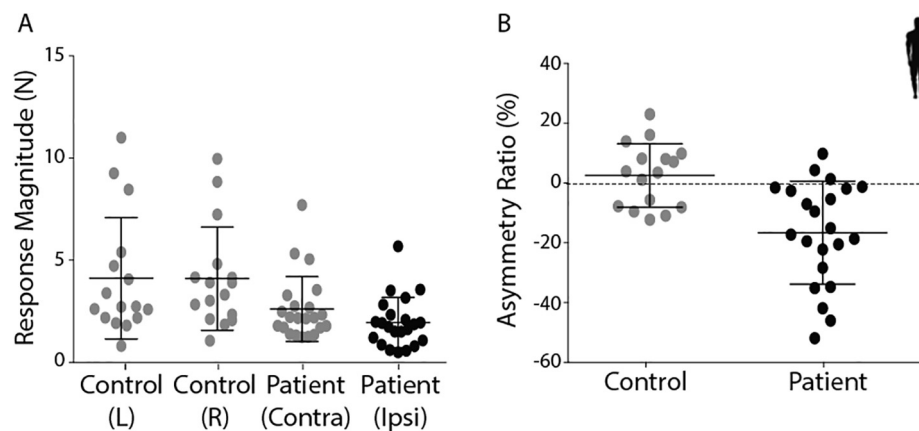 A
Response Magnitude (N)
15
10
5
0
Control
(L)
Control
(R)
Patient
(Contra)
Patient
(Ipsi)
B
Asymmetry Ratio (%)
40
20
0
-20
-40
-60
Control
Patient